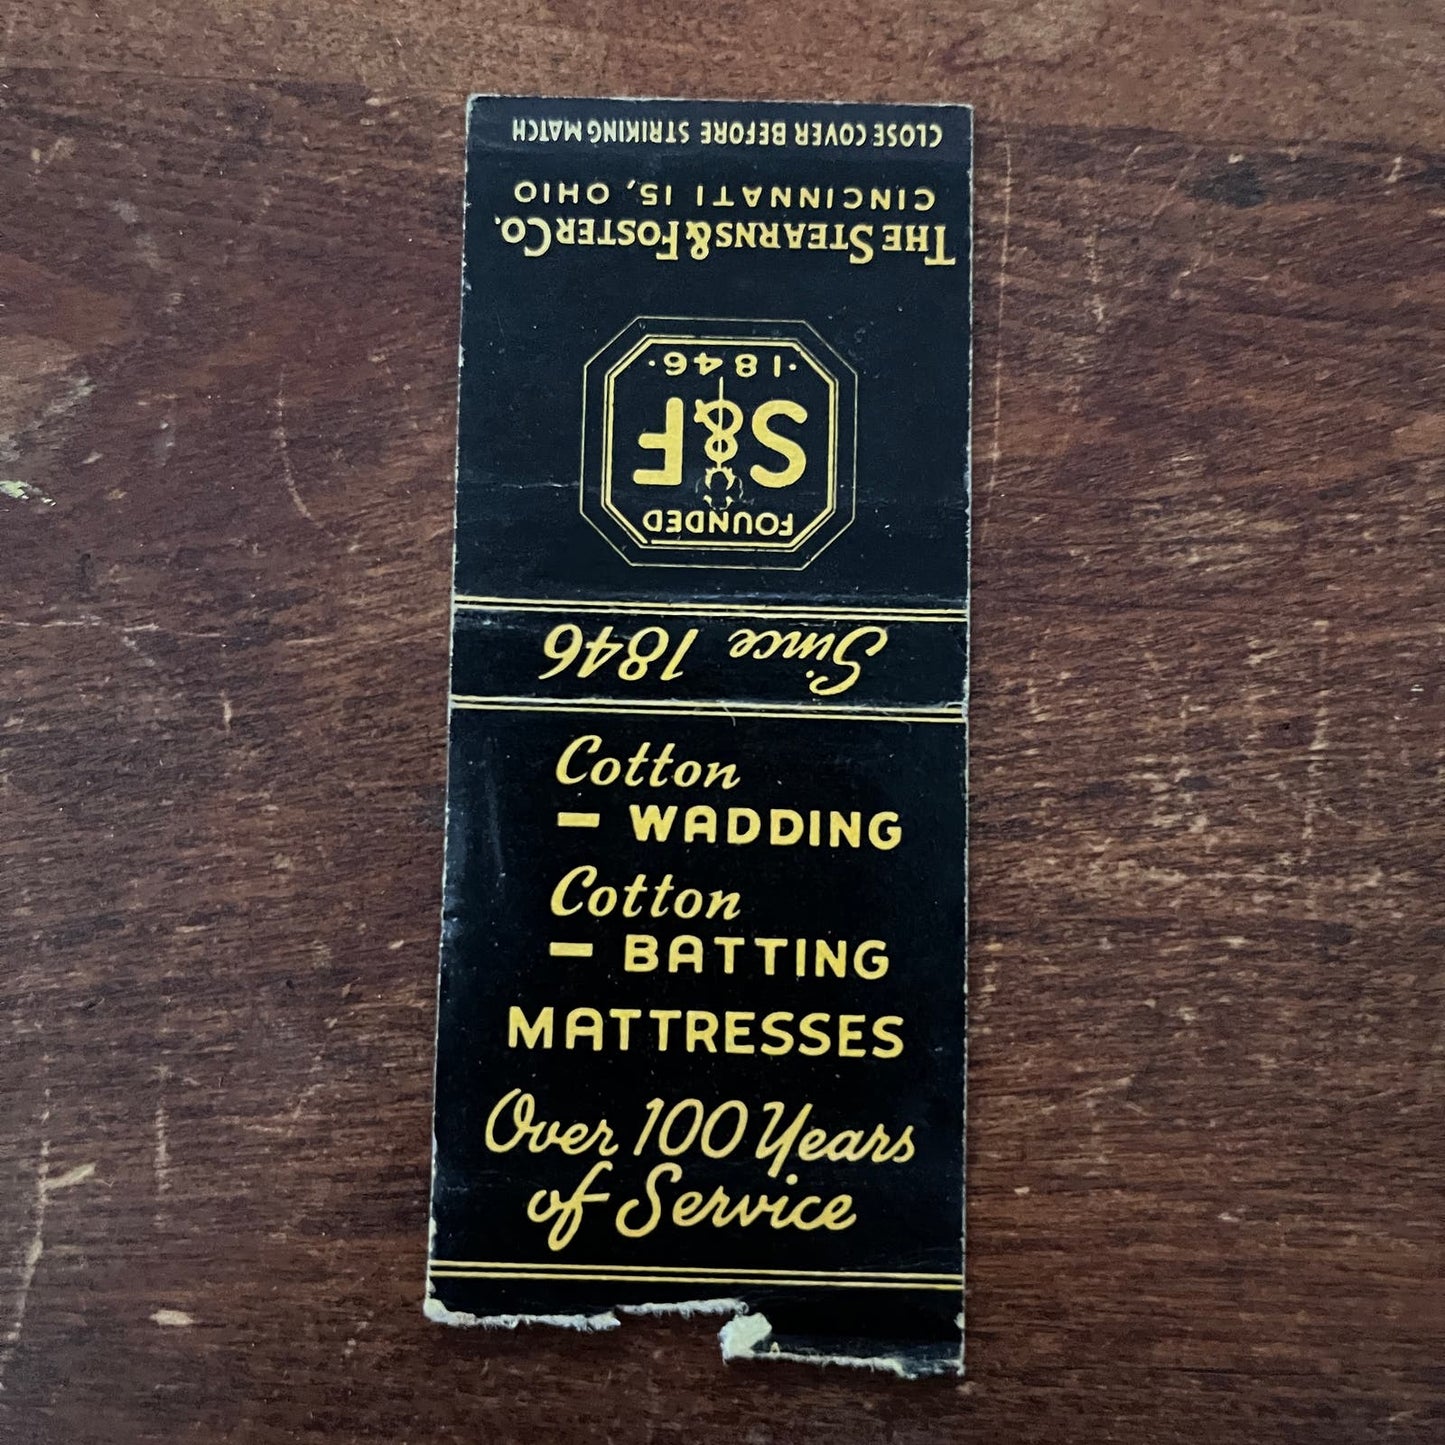 CLOSE COVER BEFORE STRIKING MATCH
CINCINNATI 15, OHIO
THE STEARNS & FOSTER CO.
·1846·
S&F
FOUNDED
Since 1846
Cotton
- WADDING
Cotton
- BATTING
MATTRESSES
Over 100 Years
of Service